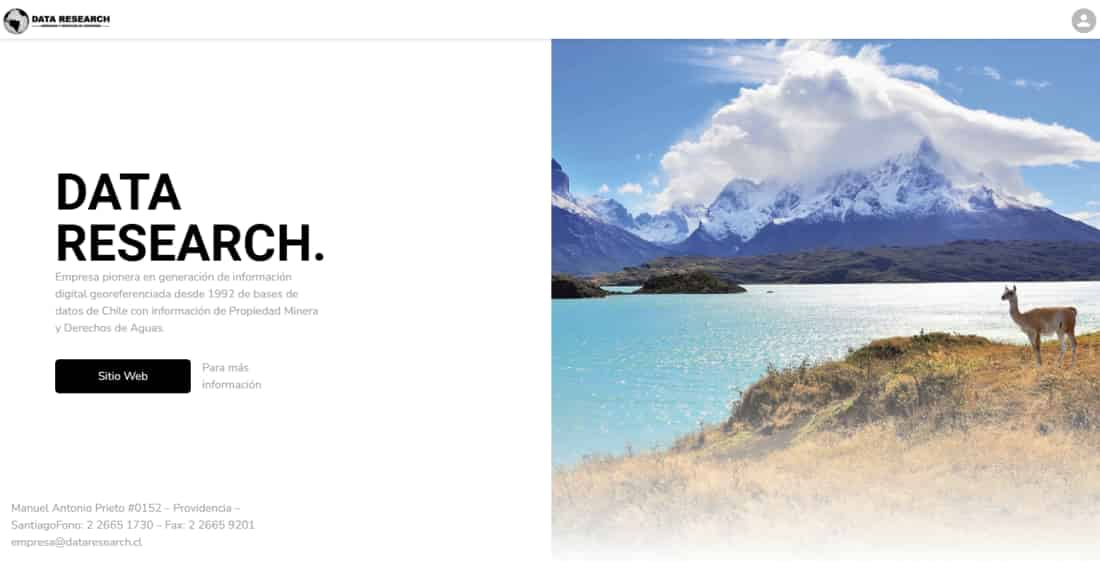 DATA RESEARCH
DATA
RESEARCH.
Empresa pionera en generación de información
digital georeferenciada desde 1992 de bases de
datos de Chile con información de Propiedad Minera
y Derechos de Aguas.
Sitio Web
Para más
información
Manuel Antonio Prieto #0152 – Providencia –
SantiagoFono: 2 2665 1730 – Fax: 2 2665 9201
empresa@dataresearch.cl